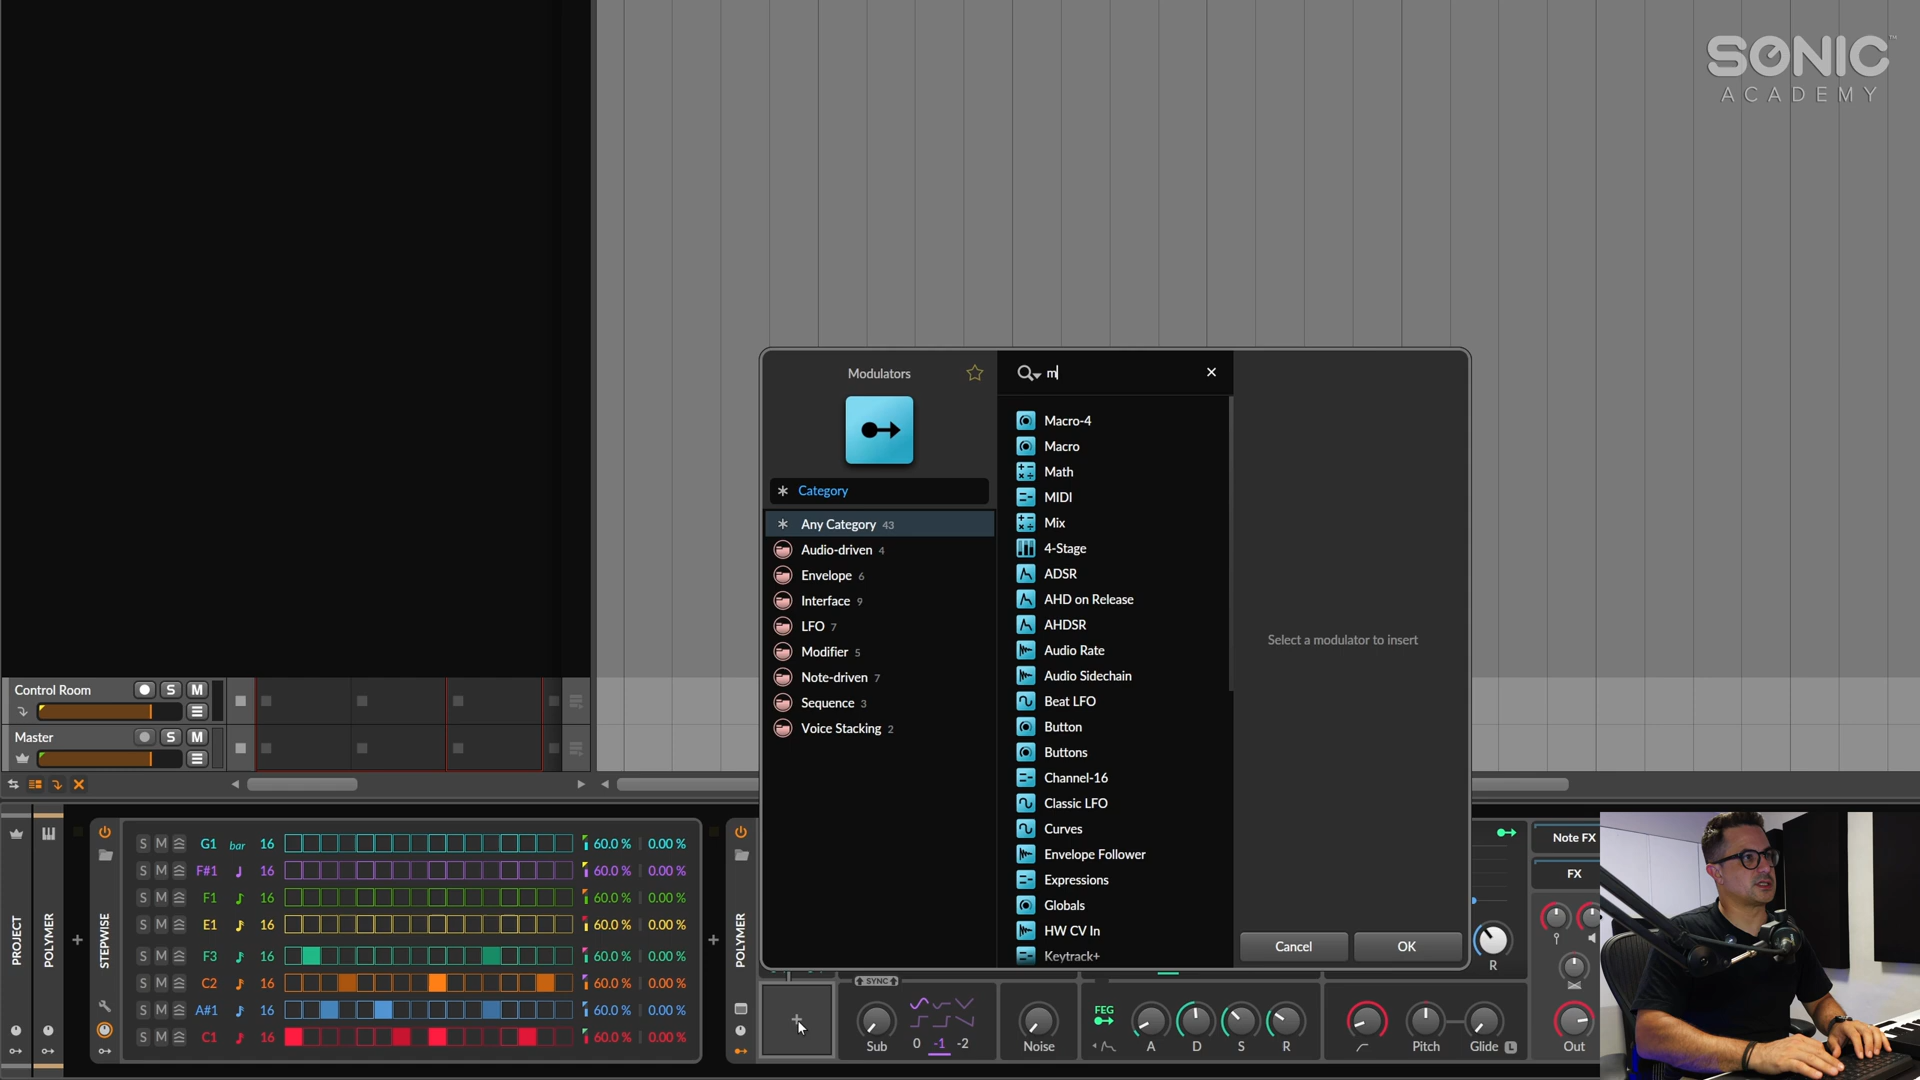 SONIC™
ACADEMY
Modulators
m
Category
Any Category 43
Audio-driven 4
Envelope 6
Interface 9
LFO 7
Modifier 5
Note-driven 7
Sequence 3
Voice Stacking 2
Macro-4
Macro
Math
MIDI
Mix
4-Stage
ADSR
AHD on Release
AHDSR
Audio Rate
Audio Sidechain
Beat LFO
Button
Buttons
Channel-16
Classic LFO
Curves
Envelope Follower
Expressions
Globals
HW CV In
Keytrack+
Select a modulator to insert
Cancel
OK
Control Room
S M
Master
S M
PROJECT
POLYMER
STEPWISE
S M G1 bar 16 60.0 % 0.00 %
S M F#1 16 60.0 % 0.00 %
S M F1 16 60.0 % 0.00 %
S M E1 16 60.0 % 0.00 %
S M F3 16 60.0 % 0.00 %
S M C2 16 60.0 % 0.00 %
S M A#1 16 60.0 % 0.00 %
S M C1 16 60.0 % 0.00 %
POLYMER
SYNC
Sub
0 -1 -2
Noise
FEG
A
D
S
R
Pitch
Glide L
R
Note FX
FX
Out